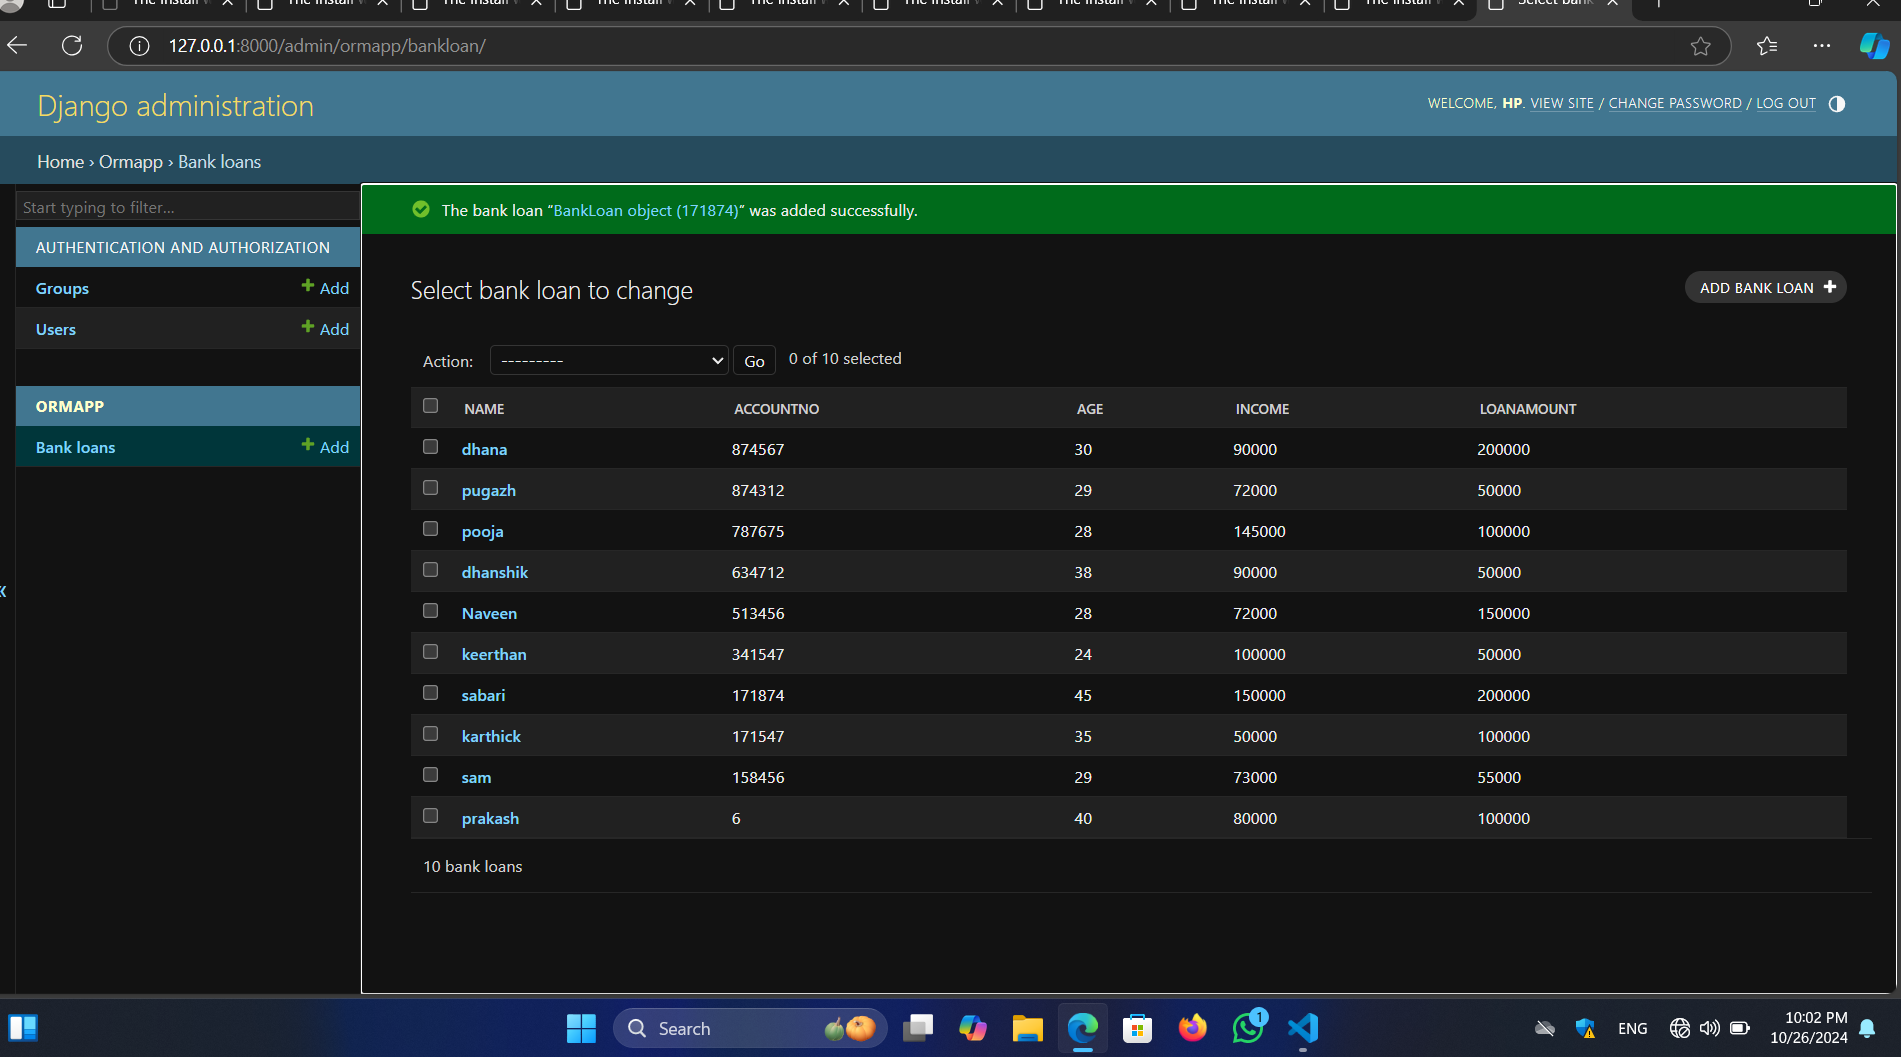 127.0.0.1:8000/admin/ormapp/bankloan/
Django administration
WELCOME, HP. VIEW SITE / CHANGE PASSWORD / LOG OUT
Home › Ormapp › Bank loans
Start typing to filter...
AUTHENTICATION AND AUTHORIZATION
Groups + Add
Users + Add
ORMAPP
Bank loans + Add
«
The bank loan “BankLoan object (171874)” was added successfully.
Select bank loan to change
ADD BANK LOAN +
Action: --------- Go 0 of 10 selected
NAME ACCOUNTNO AGE INCOME LOANAMOUNT
dhana 874567 30 90000 200000
pugazh 874312 29 72000 50000
pooja 787675 28 145000 100000
dhanshik 634712 38 90000 50000
Naveen 513456 28 72000 150000
keerthan 341547 24 100000 50000
sabari 171874 45 150000 200000
karthick 171547 35 50000 100000
sam 158456 29 73000 55000
prakash 6 40 80000 100000
10 bank loans
Search
1
ENG
10:02 PM
10/26/2024